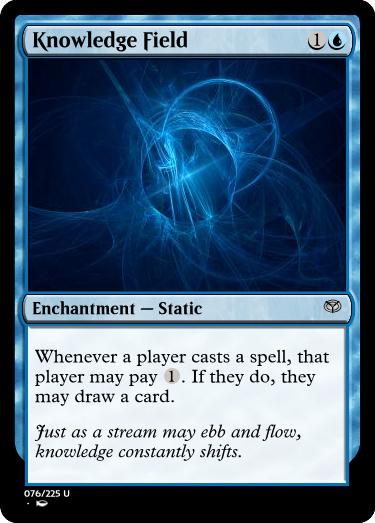 Knowledge Field 1
Enchantment — Static
Whenever a player casts a spell, that
player may pay 1. If they do, they
may draw a card.
Just as a stream may ebb and flow,
knowledge constantly shifts.
076/225 U